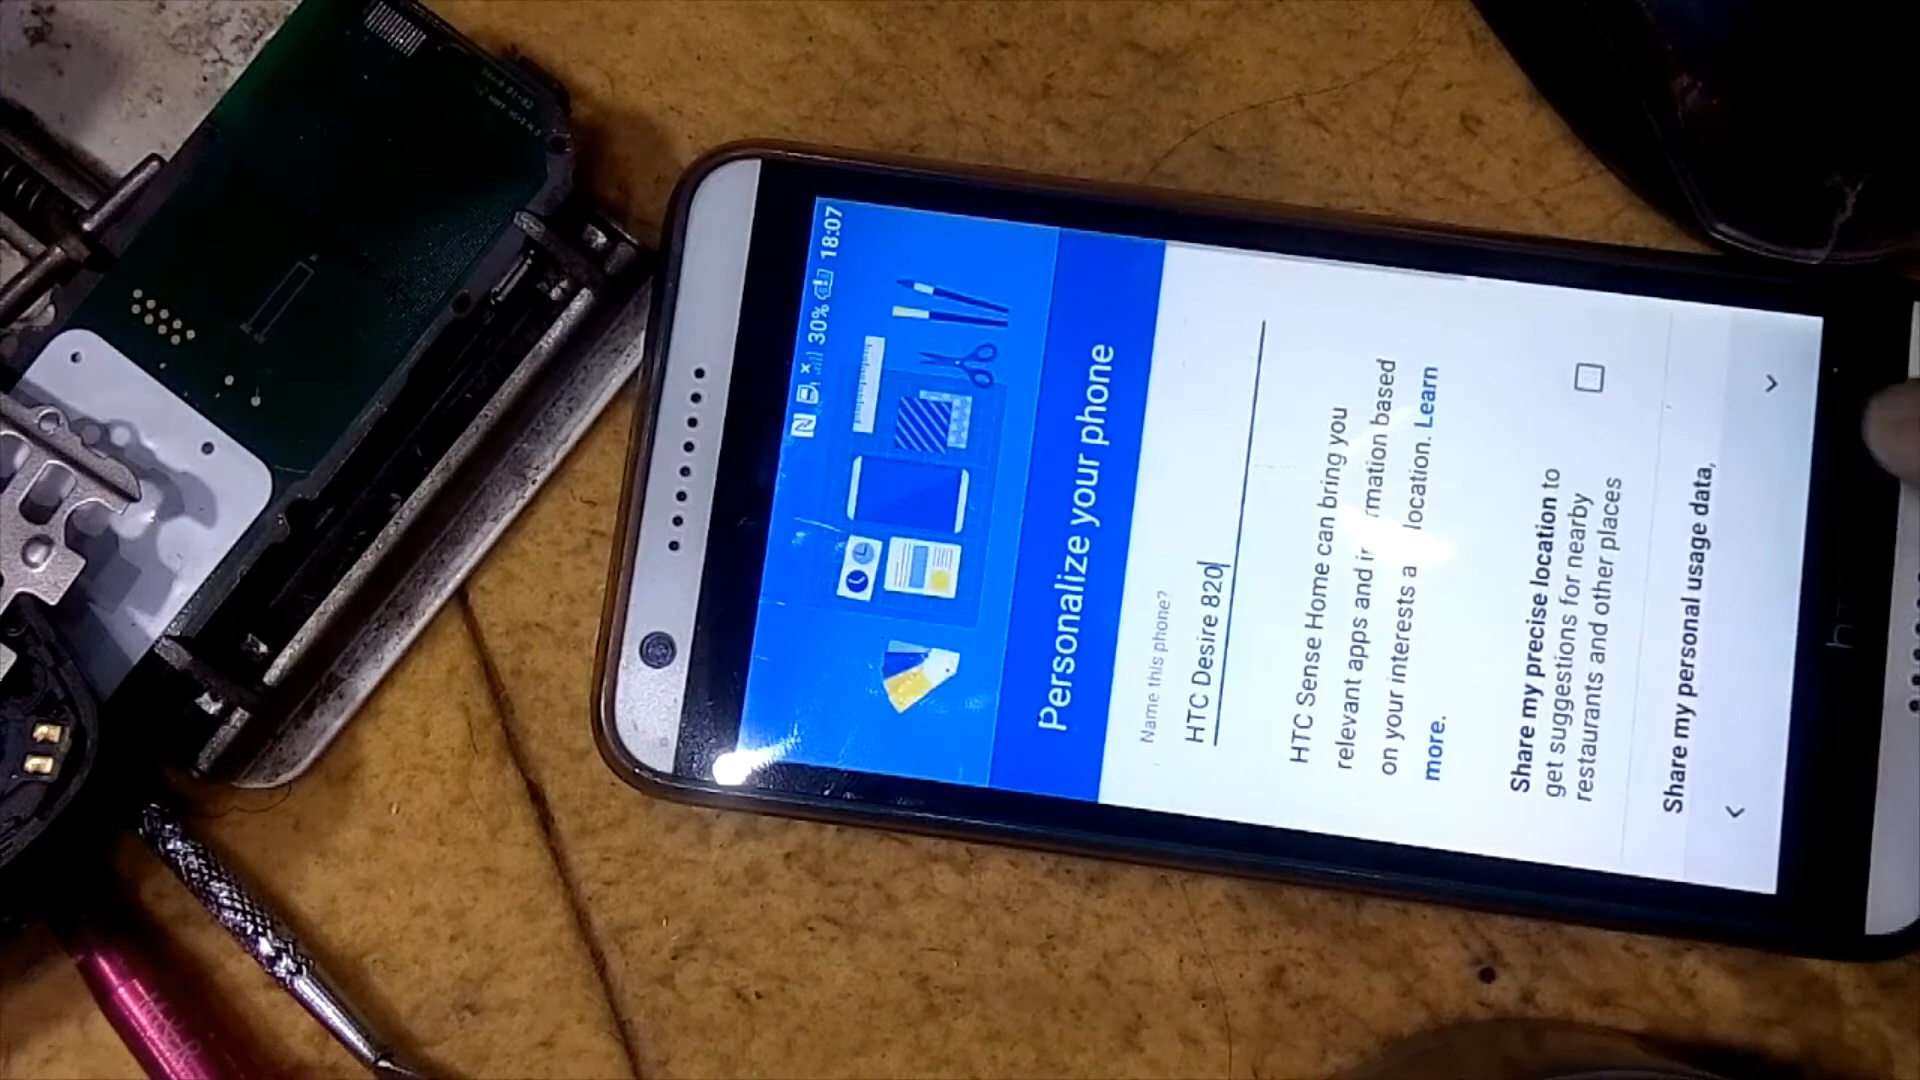 30% 18:07
Personalize your phone
Name this phone?
HTC Desire 820
HTC Sense Home can bring you
relevant apps and rmation based
on your interests a location. Learn
more.
Share my precise location to
get suggestions for nearby
restaurants and other places
Share my personal usage data,